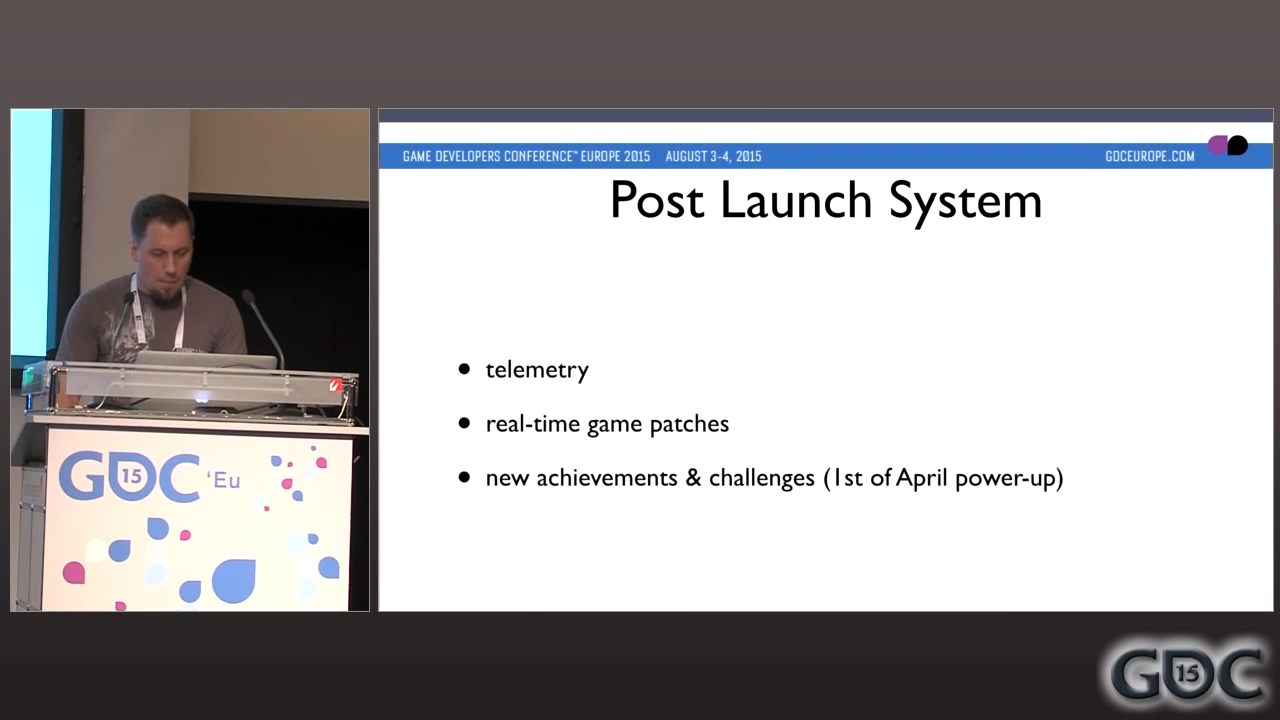 GAME DEVELOPERS CONFERENCE™ EUROPE 2015 AUGUST 3-4, 2015 GDCEUROPE.COM
Post Launch System
• telemetry
• real-time game patches
• new achievements & challenges (1st of April power-up)
GDC 15 'Eu
GDC 15